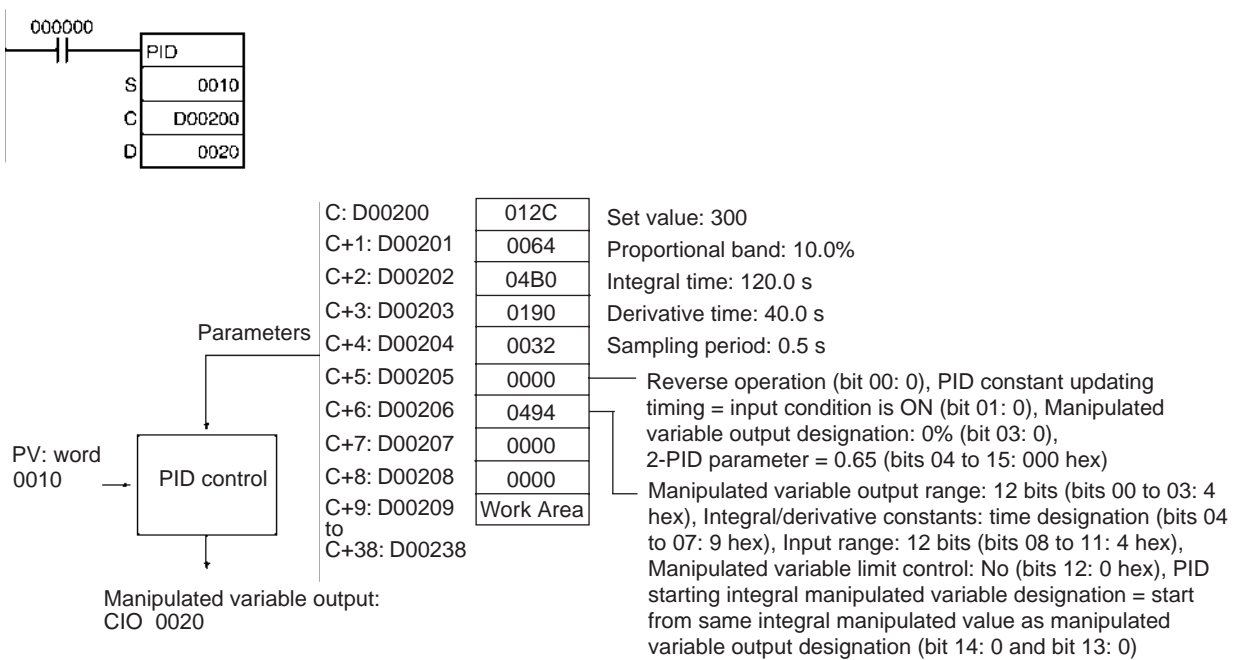 000000
PID
S 0010
C D00200
D 0020
C: D00200 012C Set value: 300
C+1: D00201 0064 Proportional band: 10.0%
C+2: D00202 04B0 Integral time: 120.0 s
C+3: D00203 0190 Derivative time: 40.0 s
Parameters
C+4: D00204 0032 Sampling period: 0.5 s
C+5: D00205 0000
C+6: D00206 0494
C+7: D00207 0000
C+8: D00208 0000
C+9: D00209 Work Area
to
C+38: D00238
Reverse operation (bit 00: 0), PID constant updating
timing = input condition is ON (bit 01: 0), Manipulated
variable output designation: 0% (bit 03: 0),
2-PID parameter = 0.65 (bits 04 to 15: 000 hex)
Manipulated variable output range: 12 bits (bits 00 to 03: 4
hex), Integral/derivative constants: time designation (bits 04
to 07: 9 hex), Input range: 12 bits (bits 08 to 11: 4 hex),
Manipulated variable limit control: No (bits 12: 0 hex), PID
starting integral manipulated variable designation = start
from same integral manipulated value as manipulated
variable output designation (bit 14: 0 and bit 13: 0)
PV: word
0010
PID control
Manipulated variable output:
CIO 0020